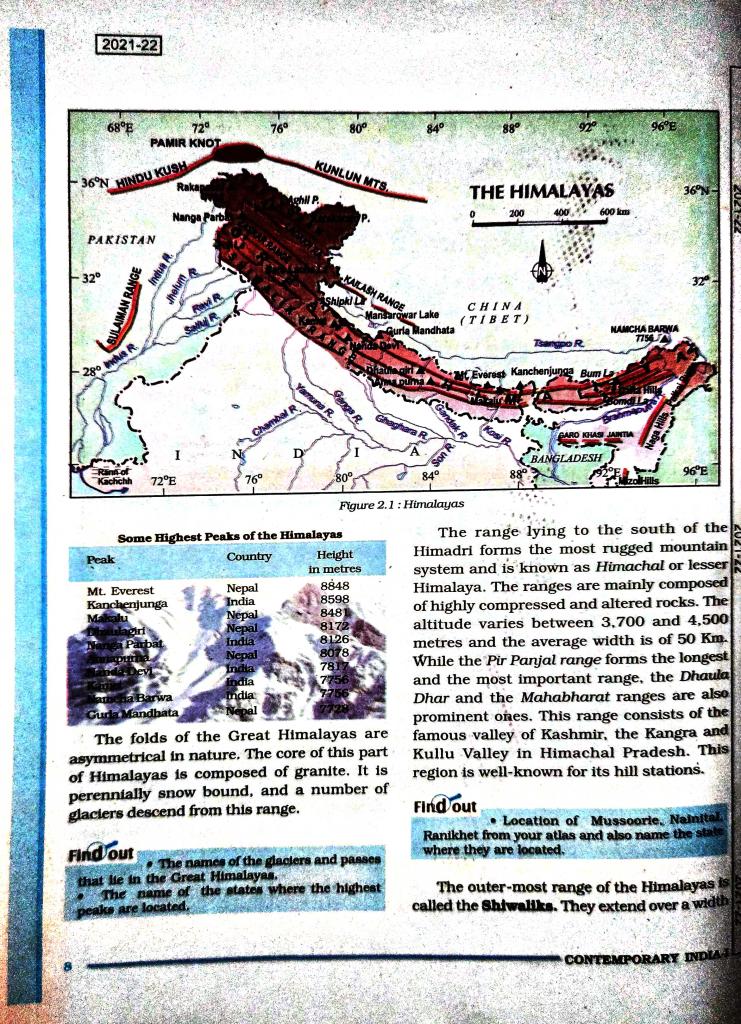 2021-22
68°E 72° 76° 80° 84° 88° 92° 96°E
PAMIR KNOT
HINDU KUSH
KUNLUN MTS.
36°N
36°N
THE HIMALAYAS
0 200 400 600 km
N
Aghil P.
Nanga Parbat
PAKISTAN
Indus R.
Jhelum R.
Ravi R.
Satluj R.
SULAIMAN RANGE
32°
32°
KAILASH RANGE
Shipki La
Mansarowar Lake
Gurla Mandhata
CHINA
(TIBET)
NAMCHA BARWA
7756
Tsangpo R.
Nanda Devi
28°
Indus R.
Dhaula giri
Anna purna
Mt. Everest
Kanchenjunga
Bum La
Makalu
Bomdi La
Brahmaputra R.
Naga Hills
Chambal R.
Yamuna R.
Ganga R.
Ghaghara R.
Gandak R.
Kosi R.
Son R.
GARO KHASI JAINTIA
INDIA
BANGLADESH
Rann of
Kachchh
Mizo Hills
72°E 76° 80° 84° 88° 92°E 96°E
Figure 2.1 : Himalayas
Some Highest Peaks of the Himalayas
Peak Country Height
in metres
Mt. Everest Nepal 8848
Kanchenjunga India 8598
Makalu Nepal 8481
Dhaulagiri Nepal 8172
Nanga Parbat India 8126
Annapurna Nepal 8078
Nanda Devi India 7817
India 7756
Namcha Barwa India 7756
Gurla Mandhata Nepal 7728
The folds of the Great Himalayas are
asymmetrical in nature. The core of this part
of Himalayas is composed of granite. It is
perennially snow bound, and a number of
glaciers descend from this range.
Find out
• The names of the glaciers and passes
that lie in the Great Himalayas.
• The name of the states where the highest
peaks are located.
The range lying to the south of the
Himadri forms the most rugged mountain
system and is known as Himachal or lesser
Himalaya. The ranges are mainly composed
of highly compressed and altered rocks. The
altitude varies between 3,700 and 4,500
metres and the average width is of 50 Km.
While the Pir Panjal range forms the longest
and the most important range, the Dhaula
Dhar and the Mahabharat ranges are also
prominent ones. This range consists of the
famous valley of Kashmir, the Kangra and
Kullu Valley in Himachal Pradesh. This
region is well-known for its hill stations.
Find out
• Location of Mussoorie, Nainital,
Ranikhet from your atlas and also name the state
where they are located.
The outer-most range of the Himalayas is
called the Shiwaliks. They extend over a width
8
CONTEMPORARY INDIA-I